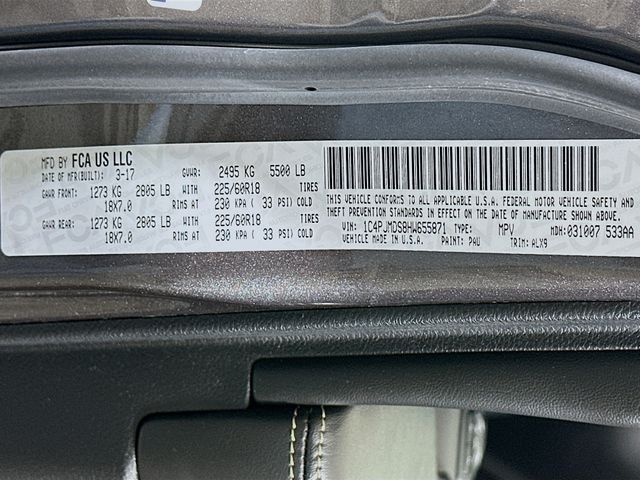 MFD BY FCA US LLC
DATE OF MFR(BUILT): 3-17 GVWR: 2495 KG 5500 LB
GAWR FRONT: 1273 KG 2805 LB WITH 225/60R18 TIRES
18X7.0 RIMS AT 230 KPA ( 33 PSI) COLD
GAWR REAR: 1273 KG 2805 LB WITH 225/60R18 TIRES
18X7.0 RIMS AT 230 KPA ( 33 PSI) COLD
THIS VEHICLE CONFORMS TO ALL APPLICABLE U.S.A. FEDERAL MOTOR VEHICLE SAFETY AND
THEFT PREVENTION STANDARDS IN EFFECT ON THE DATE OF MANUFACTURE SHOWN ABOVE.
VIN: 1C4PJMDS8HW655871 TYPE: MPV MDH: 031007 533AA
VEHICLE MADE IN U.S.A. PAINT: PAU TRIM: ALX9